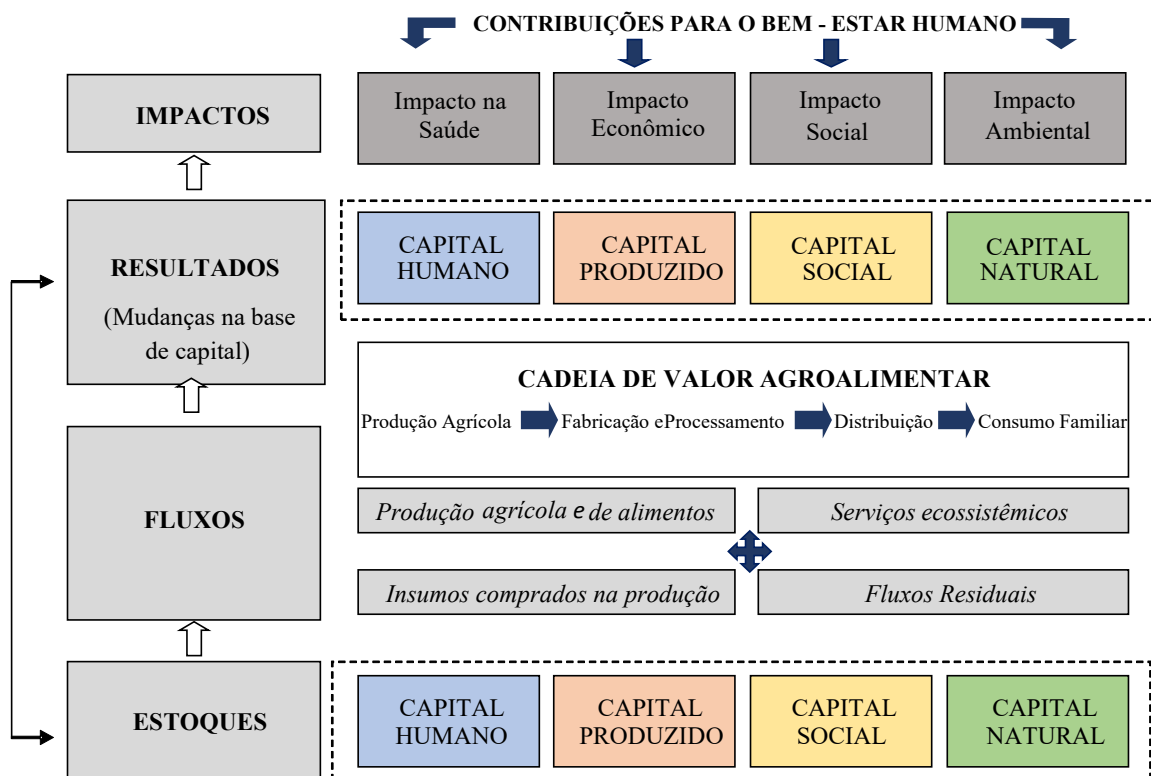 CONTRIBUIÇÕES PARA O BEM - ESTAR HUMANO
IMPACTOS
Impacto na
Saúde
Impacto
Econômico
Impacto
Social
Impacto
Ambiental
RESULTADOS
(Mudanças na base
de capital)
CAPITAL
HUMANO
CAPITAL
PRODUZIDO
CAPITAL
SOCIAL
CAPITAL
NATURAL
CADEIA DE VALOR AGROALIMENTAR
Produção Agrícola
Fabricação eProcessamento
Distribuição
Consumo Familiar
FLUXOS
Produção agrícola e de alimentos
Serviços ecossistêmicos
Insumos comprados na produção
Fluxos Residuais
ESTOQUES
CAPITAL
HUMANO
CAPITAL
PRODUZIDO
CAPITAL
SOCIAL
CAPITAL
NATURAL